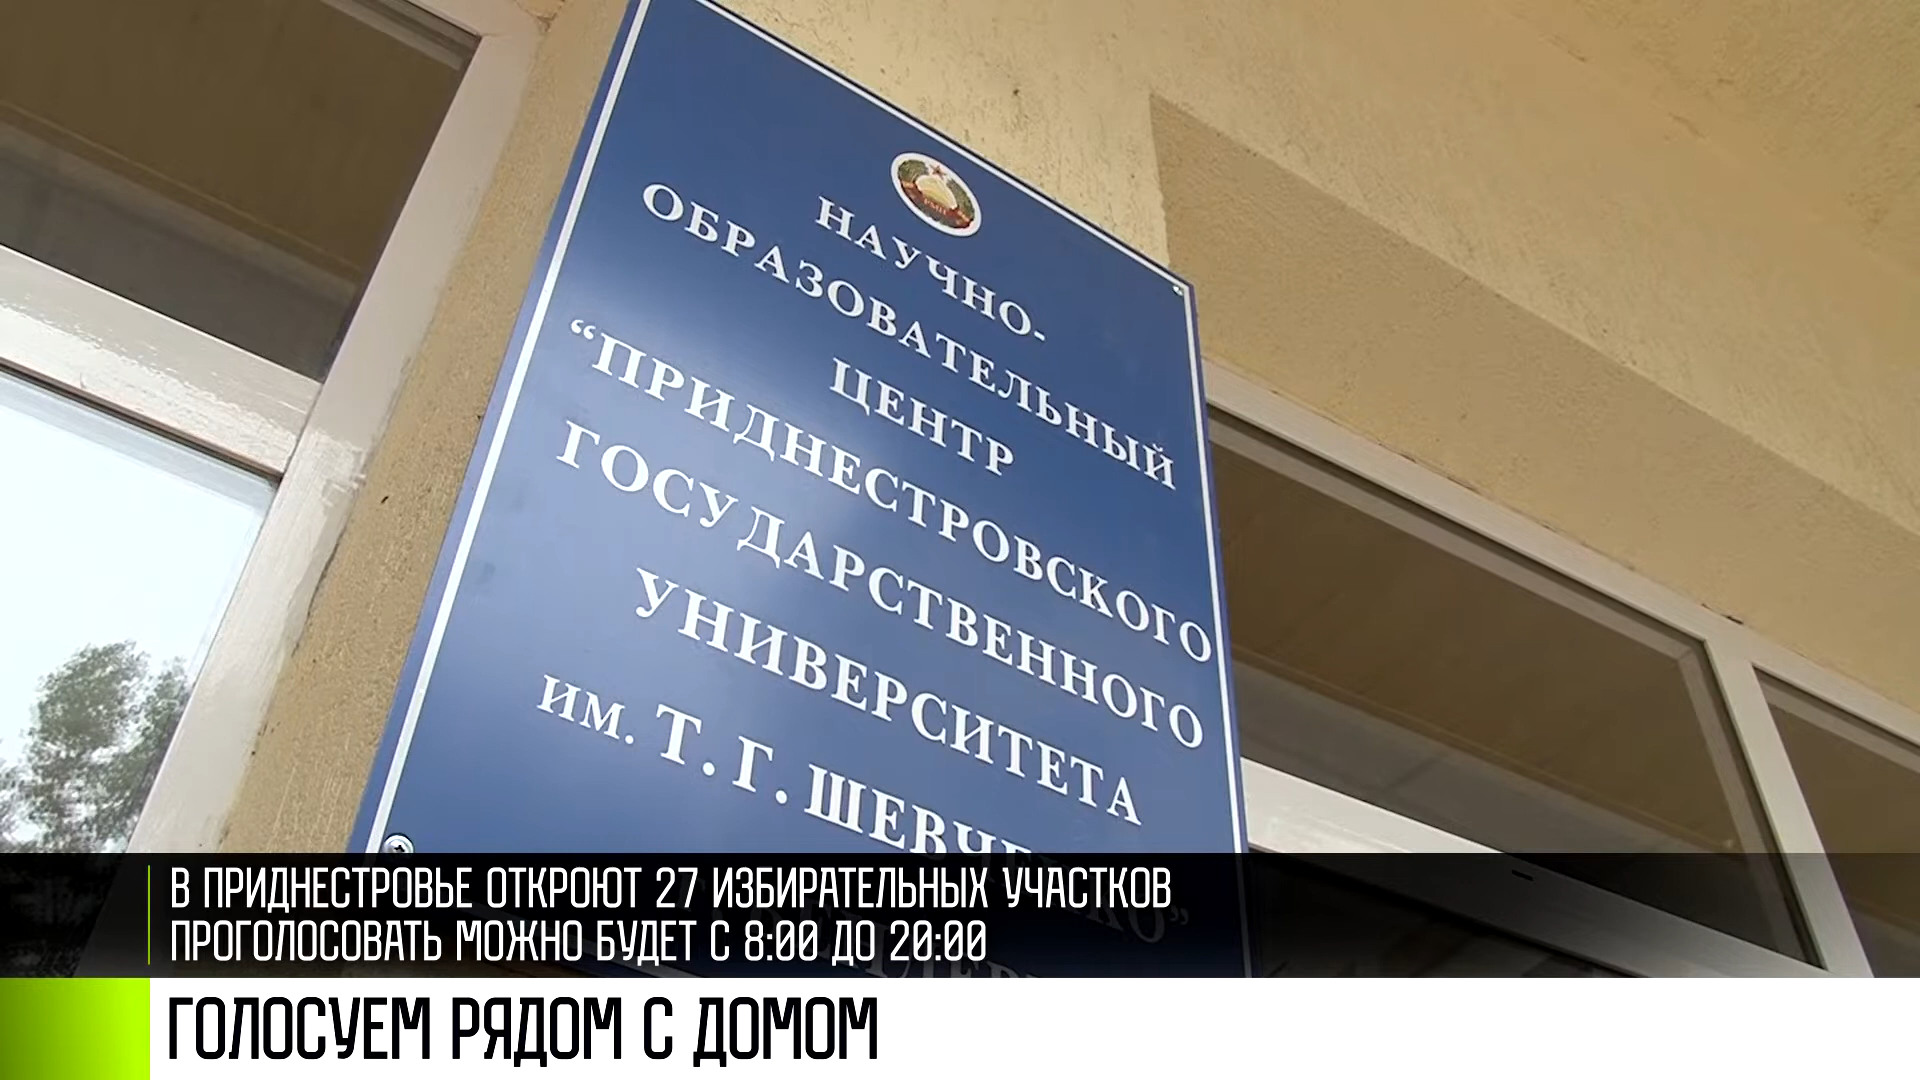 НАУЧНО-
ОБРАЗОВАТЕЛЬНЫЙ
ЦЕНТР
“ПРИДНЕСТРОВСКОГО
ГОСУДАРСТВЕННОГО
УНИВЕРСИТЕТА
ИМ. Т. Г. ШЕВЧЕНКО”
В ПРИДНЕСТРОВЬЕ ОТКРОЮТ 27 ИЗБИРАТЕЛЬНЫХ УЧАСТКОВ
ПРОГОЛОСОВАТЬ МОЖНО БУДЕТ С 8:00 ДО 20:00
ГОЛОСУЕМ РЯДОМ С ДОМОМ